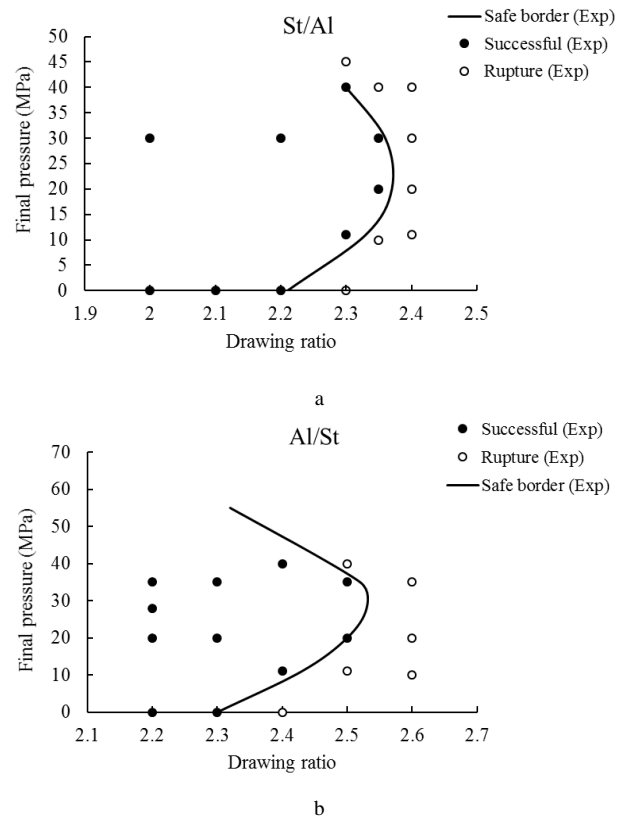 St/Al
Safe border (Exp)
Successful (Exp)
Rupture (Exp)
Final pressure (MPa)
50
45
40
35
30
25
20
15
10
5
0
1.9 2 2.1 2.2 2.3 2.4 2.5
Drawing ratio
a
Al/St
Successful (Exp)
Rupture (Exp)
Safe border (Exp)
Final pressure (MPa)
70
60
50
40
30
20
10
0
2.1 2.2 2.3 2.4 2.5 2.6 2.7
Drawing ratio
b